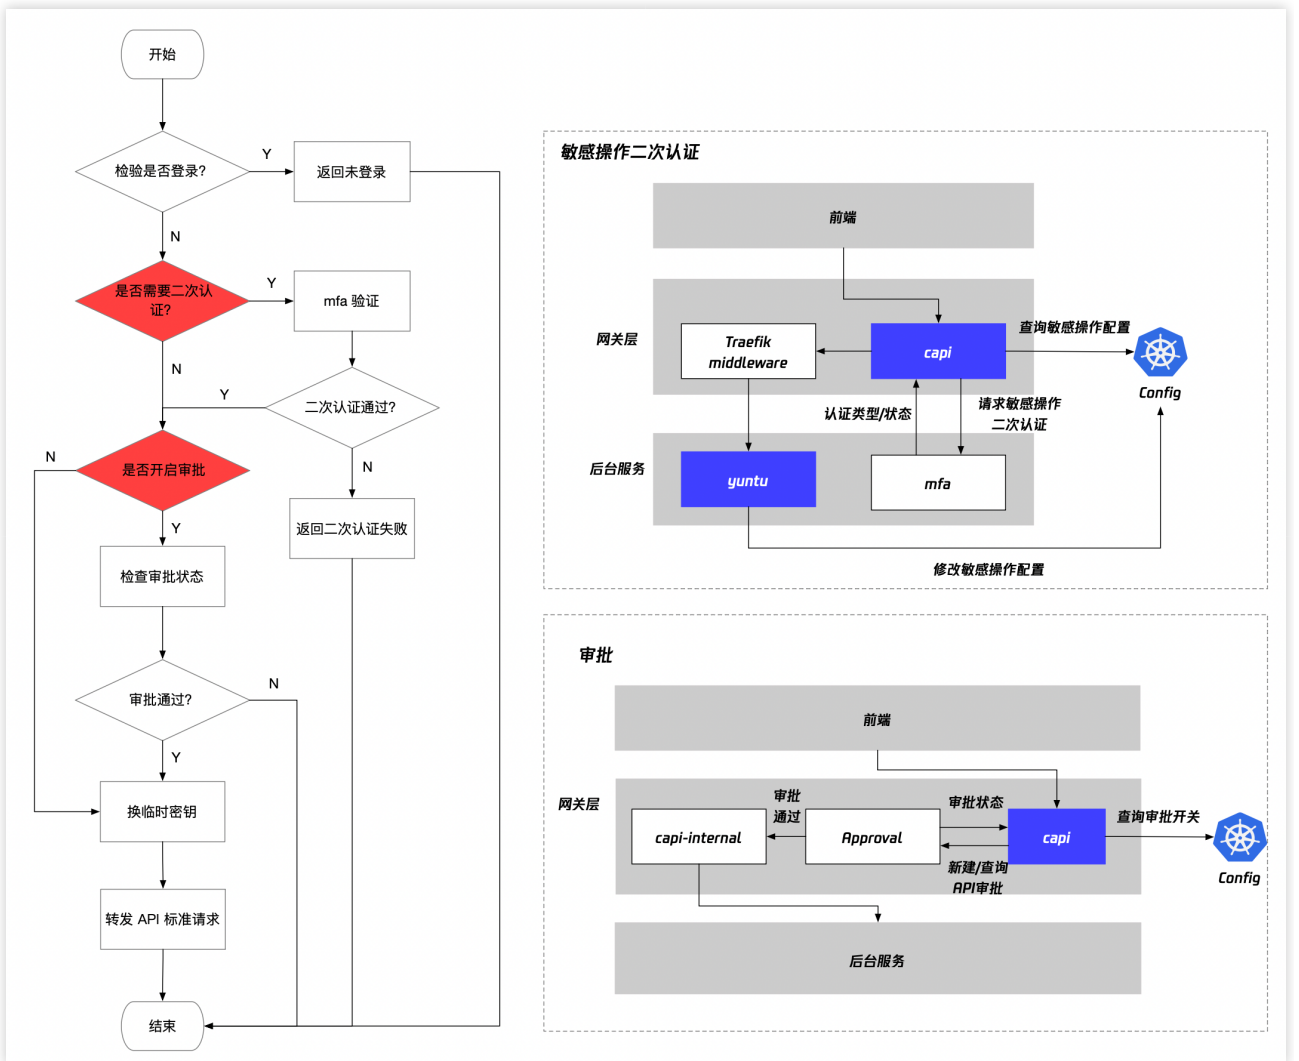 开始
检验是否登录?
Y
返回未登录
N
是否需要二次认
证?
Y
mfa 验证
N
Y
二次认证通过?
N
是否开启审批
N
返回二次认证失败
Y
检查审批状态
审批通过?
N
Y
换临时密钥
转发 API 标准请求
结束
敏感操作二次认证
前端
网关层
Traefik
middleware
capi
查询敏感操作配置
Config
认证类型/状态
请求敏感操作
二次认证
后台服务
yuntu
mfa
修改敏感操作配置
审批
前端
网关层
capi-internal
审批
通过
Approval
审批状态
新建/查询
API审批
capi
查询审批开关
Config
后台服务